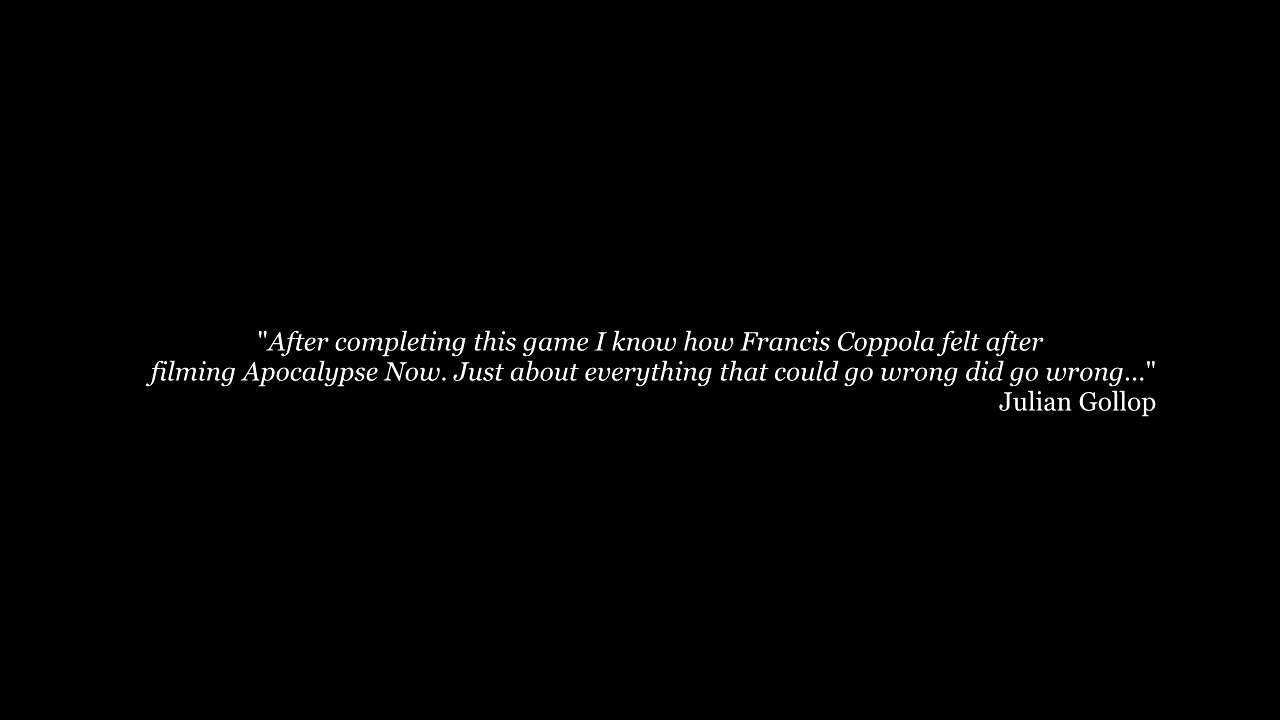 "After completing this game I know how Francis Coppola felt after
filming Apocalypse Now. Just about everything that could go wrong did go wrong..."
Julian Gollop